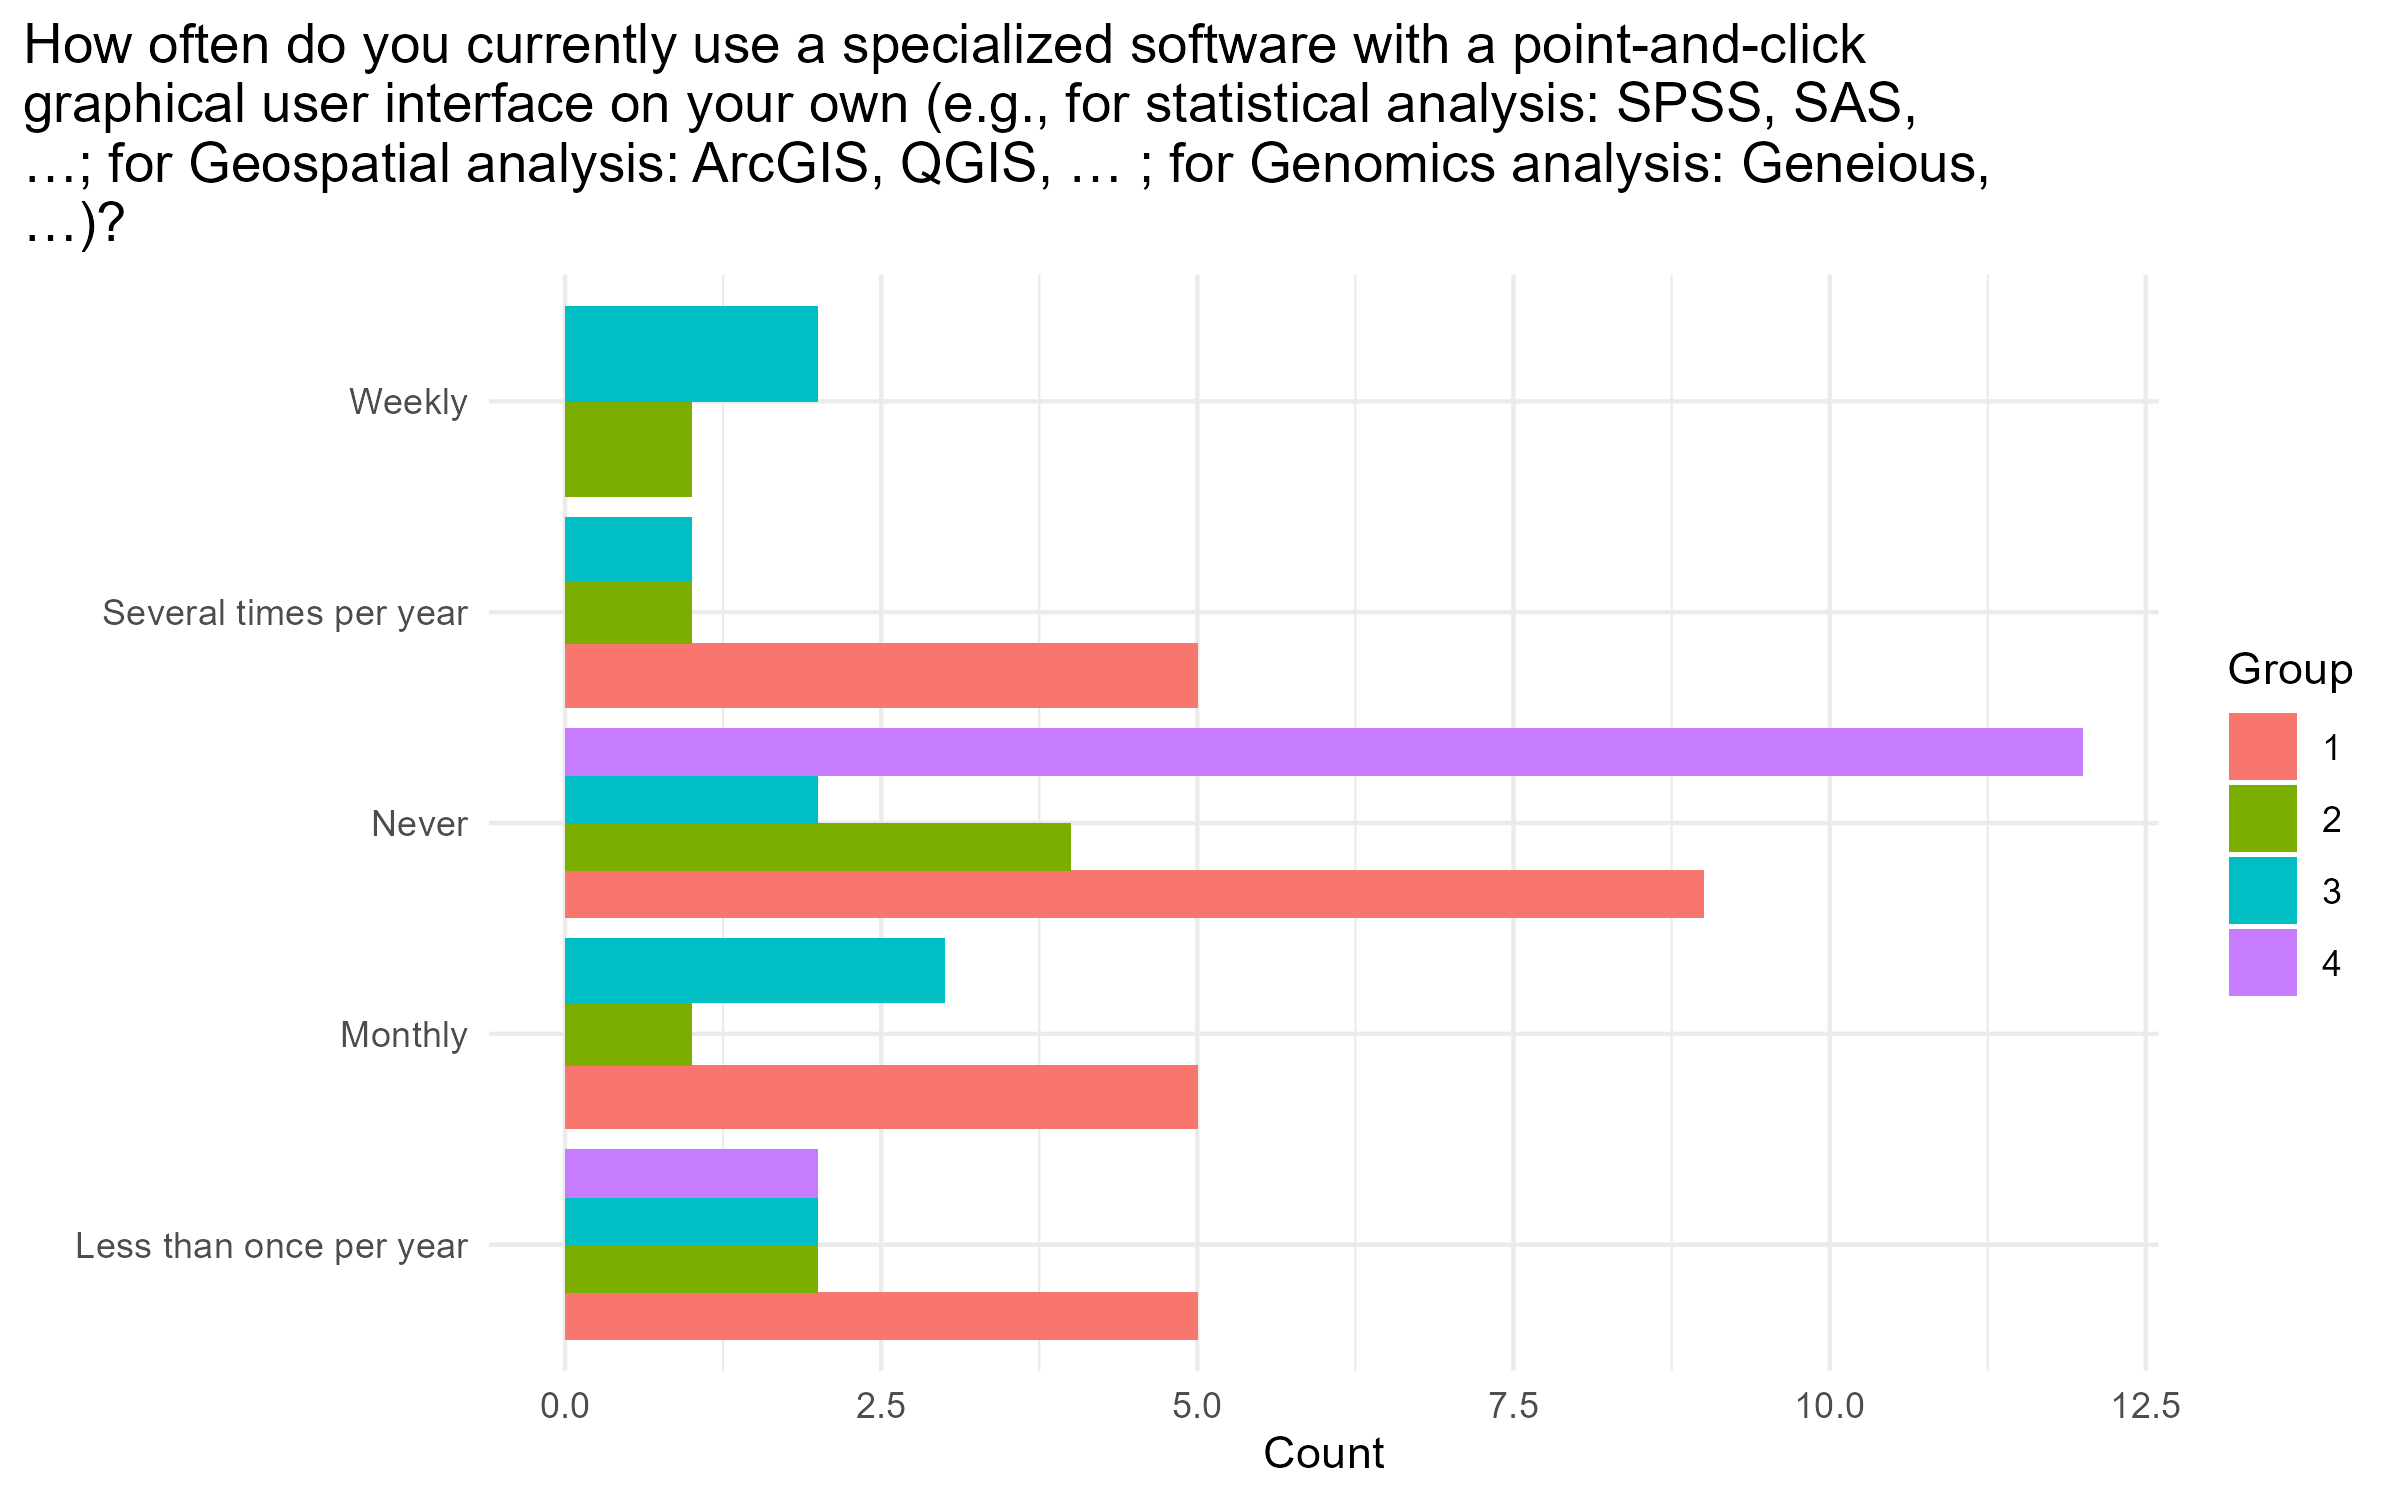 How often do you currently use a specialized software with a point-and-click
graphical user interface on your own (e.g., for statistical analysis: SPSS, SAS,
…; for Geospatial analysis: ArcGIS, QGIS, … ; for Genomics analysis: Geneious,
…)?
Weekly
Several times per year
Never
Monthly
Less than once per year
0.0 2.5 5.0 7.5 10.0 12.5
Count
Group
1
2
3
4